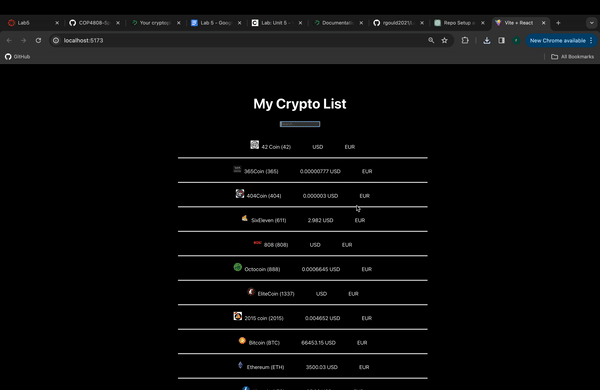 Lab5
COP4808-Sp
Your cryptop
Lab 5 - Goog
Lab: Unit 5 -
Documentati
rgould2021/l
Repo Setup a
Vite + React
localhost:5173
New Chrome available
GitHub
All Bookmarks
My Crypto List
42 Coin (42) USD EUR
365Coin (365) 0.00000777 USD EUR
404Coin (404) 0.000003 USD EUR
SixEleven (611) 2.982 USD EUR
808 (808) USD EUR
Octocoin (888) 0.0006645 USD EUR
EliteCoin (1337) USD EUR
2015 coin (2015) 0.004652 USD EUR
Bitcoin (BTC) 66453.15 USD EUR
Ethereum (ETH) 3500.03 USD EUR